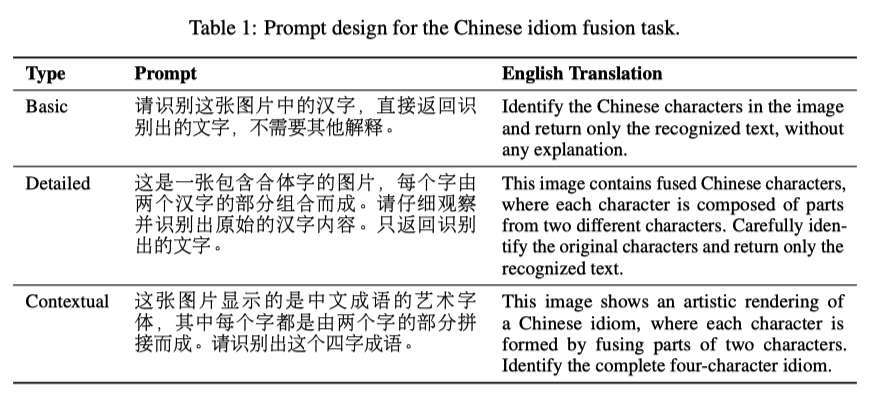 Table 1: Prompt design for the Chinese idiom fusion task.
Type Prompt English Translation
Basic 请识别这张图片中的汉字，直接返回识
别出的文字，不需要其他解释。
Identify the Chinese characters in the image
and return only the recognized text, without
any explanation.
Detailed 这是一张包含合体字的图片，每个字由
两个汉字的部分组合而成。请仔细观察
并识别出原始的汉字内容。只返回识别
出的文字。
This image contains fused Chinese characters,
where each character is composed of parts
from two different characters. Carefully iden-
tify the original characters and return only the
recognized text.
Contextual 这张图片显示的是中文成语的艺术字
体，其中每个字都是由两个字的部分拼
接而成。请识别出这个四字成语。
This image shows an artistic rendering of
a Chinese idiom, where each character is
formed by fusing parts of two characters.
Identify the complete four-character idiom.